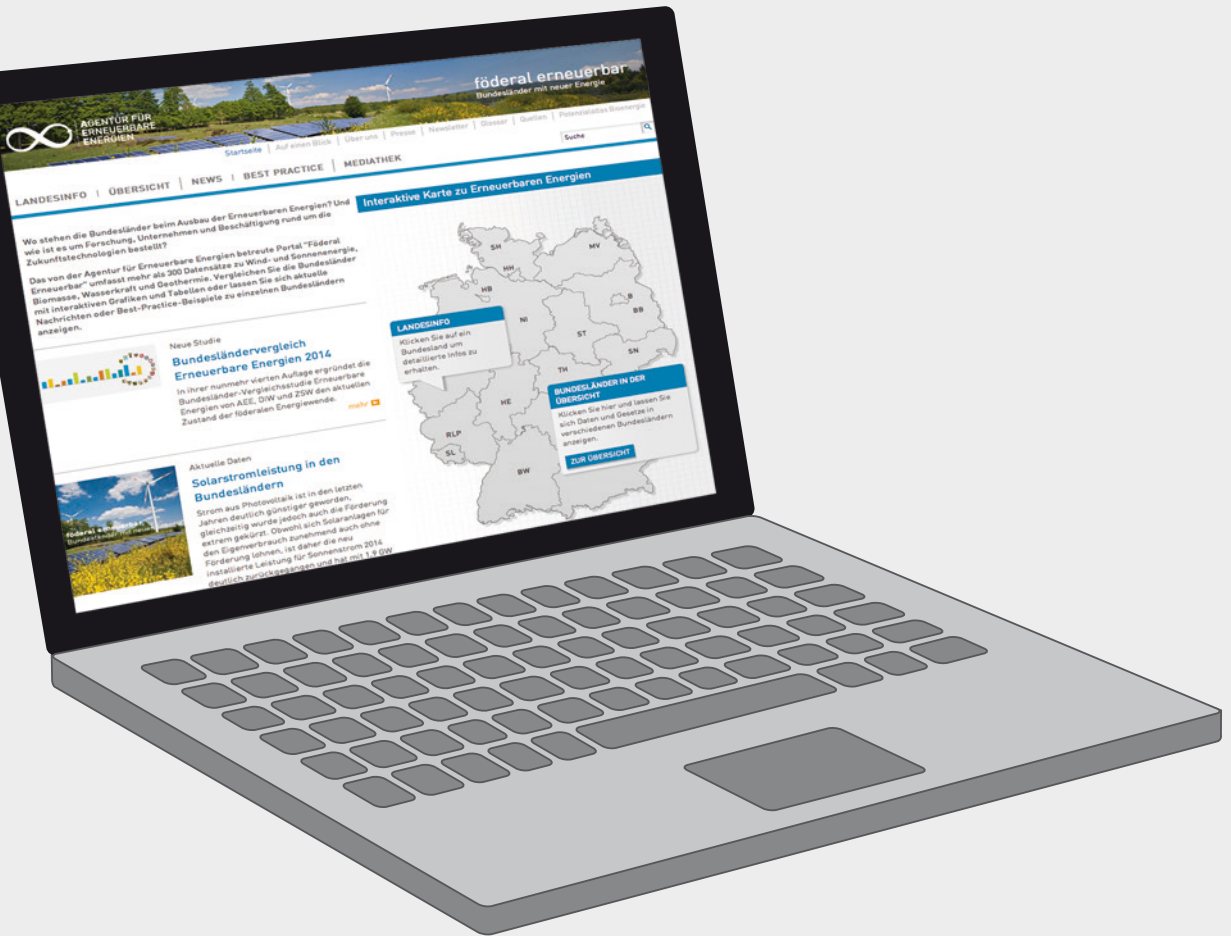 föderal erneuerbar
Bundesländer mit neuer Energie
AGENTUR FÜR
ERNEUERBARE
ENERGIEN
Startseite | Auf einen Blick | Über uns | Presse | Newsletter | Glossar | Quellen | Potenzialatlas Bioenergie
Suche
LANDESINFO | ÜBERSICHT | NEWS | BEST PRACTICE | MEDIATHEK
Wo stehen die Bundesländer beim Ausbau der Erneuerbaren Energien? Und
wie ist es um Forschung, Unternehmen und Beschäftigung rund um die
Zukunftstechnologien bestellt?
Das von der Agentur für Erneuerbare Energien betreute Portal "Föderal
Erneuerbar" umfasst mehr als 300 Datensätze zu Wind- und Sonnenenergie,
Biomasse, Wasserkraft und Geothermie. Vergleichen Sie die Bundesländer
mit interaktiven Grafiken und Tabellen oder lassen Sie sich aktuelle
Nachrichten oder Best-Practice-Beispiele zu einzelnen Bundesländern
anzeigen.
Neue Studie
Bundesländervergleich
Erneuerbare Energien 2014
In ihrer nunmehr vierten Auflage ergründet die
Bundesländer-Vergleichsstudie Erneuerbare
Energien von AEE, DIW und ZSW den aktuellen
Zustand der föderalen Energiewende.
mehr
Aktuelle Daten
Solarstromleistung in den
Bundesländern
Strom aus Photovoltaik ist in den letzten
Jahren deutlich günstiger geworden,
gleichzeitig wurde jedoch auch die Förderung
extrem gekürzt. Obwohl sich Solaranlagen für
den Eigenverbrauch zunehmend auch ohne
Förderung lohnen, ist daher die neu
installierte Leistung für Sonnenstrom 2014
deutlich zurückgegangen und hat mit 1,9 GW
föderal erneuerbar
Bundesländer mit neuer
Interaktive Karte zu Erneuerbaren Energien
SH
MV
HH
HB
B
BB
NI
ST
SN
TH
HE
RLP
SL
BW
LANDESINFO
Klicken Sie auf ein
Bundesland um
detaillierte Infos zu
erhalten.
BUNDESLÄNDER IN DER
ÜBERSICHT
Klicken Sie hier und lassen Sie
sich Daten und Gesetze in
verschiedenen Bundesländern
anzeigen.
ZUR ÜBERSICHT